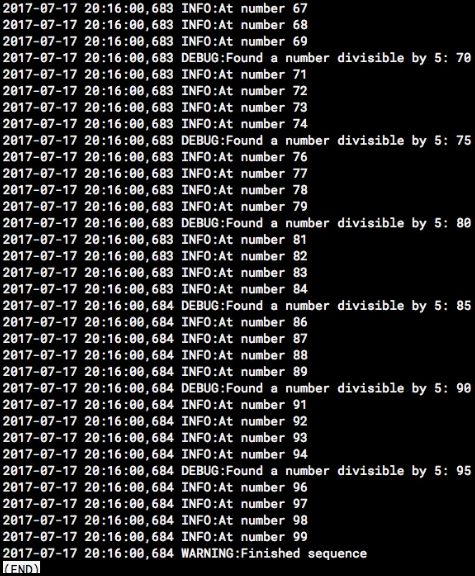 2017-07-17 20:16:00,683 INFO:At number 67
2017-07-17 20:16:00,683 INFO:At number 68
2017-07-17 20:16:00,683 INFO:At number 69
2017-07-17 20:16:00,683 DEBUG:Found a number divisible by 5: 70
2017-07-17 20:16:00,683 INFO:At number 71
2017-07-17 20:16:00,683 INFO:At number 72
2017-07-17 20:16:00,683 INFO:At number 73
2017-07-17 20:16:00,683 INFO:At number 74
2017-07-17 20:16:00,683 DEBUG:Found a number divisible by 5: 75
2017-07-17 20:16:00,683 INFO:At number 76
2017-07-17 20:16:00,683 INFO:At number 77
2017-07-17 20:16:00,683 INFO:At number 78
2017-07-17 20:16:00,683 INFO:At number 79
2017-07-17 20:16:00,683 DEBUG:Found a number divisible by 5: 80
2017-07-17 20:16:00,683 INFO:At number 81
2017-07-17 20:16:00,683 INFO:At number 82
2017-07-17 20:16:00,683 INFO:At number 83
2017-07-17 20:16:00,683 INFO:At number 84
2017-07-17 20:16:00,684 DEBUG:Found a number divisible by 5: 85
2017-07-17 20:16:00,684 INFO:At number 86
2017-07-17 20:16:00,684 INFO:At number 87
2017-07-17 20:16:00,684 INFO:At number 88
2017-07-17 20:16:00,684 INFO:At number 89
2017-07-17 20:16:00,684 DEBUG:Found a number divisible by 5: 90
2017-07-17 20:16:00,684 INFO:At number 91
2017-07-17 20:16:00,684 INFO:At number 92
2017-07-17 20:16:00,684 INFO:At number 93
2017-07-17 20:16:00,684 INFO:At number 94
2017-07-17 20:16:00,684 DEBUG:Found a number divisible by 5: 95
2017-07-17 20:16:00,684 INFO:At number 96
2017-07-17 20:16:00,684 INFO:At number 97
2017-07-17 20:16:00,684 INFO:At number 98
2017-07-17 20:16:00,684 INFO:At number 99
2017-07-17 20:16:00,684 WARNING:Finished sequence
(END)